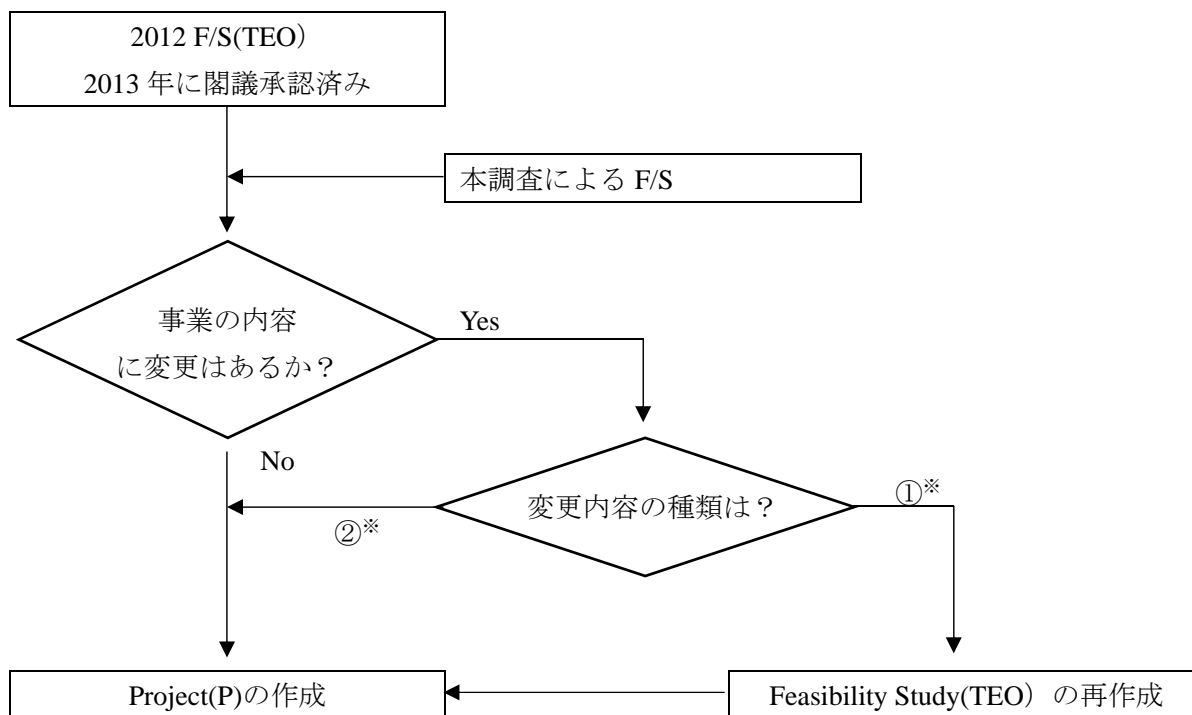 2012 F/S(TEO）
2013 年に閣議承認済み
本調査による F/S
事業の内容
に変更はあるか？
Yes
No
変更内容の種類は？
①※
②※
Project(P)の作成
Feasibility Study(TEO）の再作成